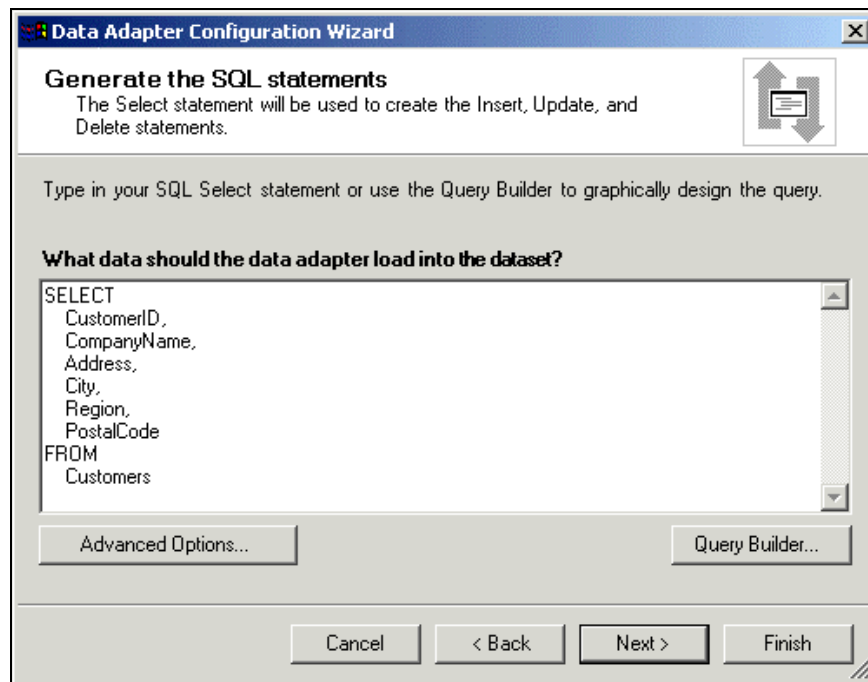 Data Adapter Configuration Wizard
Generate the SQL statements
The Select statement will be used to create the Insert, Update, and
Delete statements.
Type in your SQL Select statement or use the Query Builder to graphically design the query.
What data should the data adapter load into the dataset?
SELECT
CustomerID,
CompanyName,
Address,
City,
Region,
PostalCode
FROM
Customers
Advanced Options...
Query Builder...
Cancel
< Back
Next >
Finish